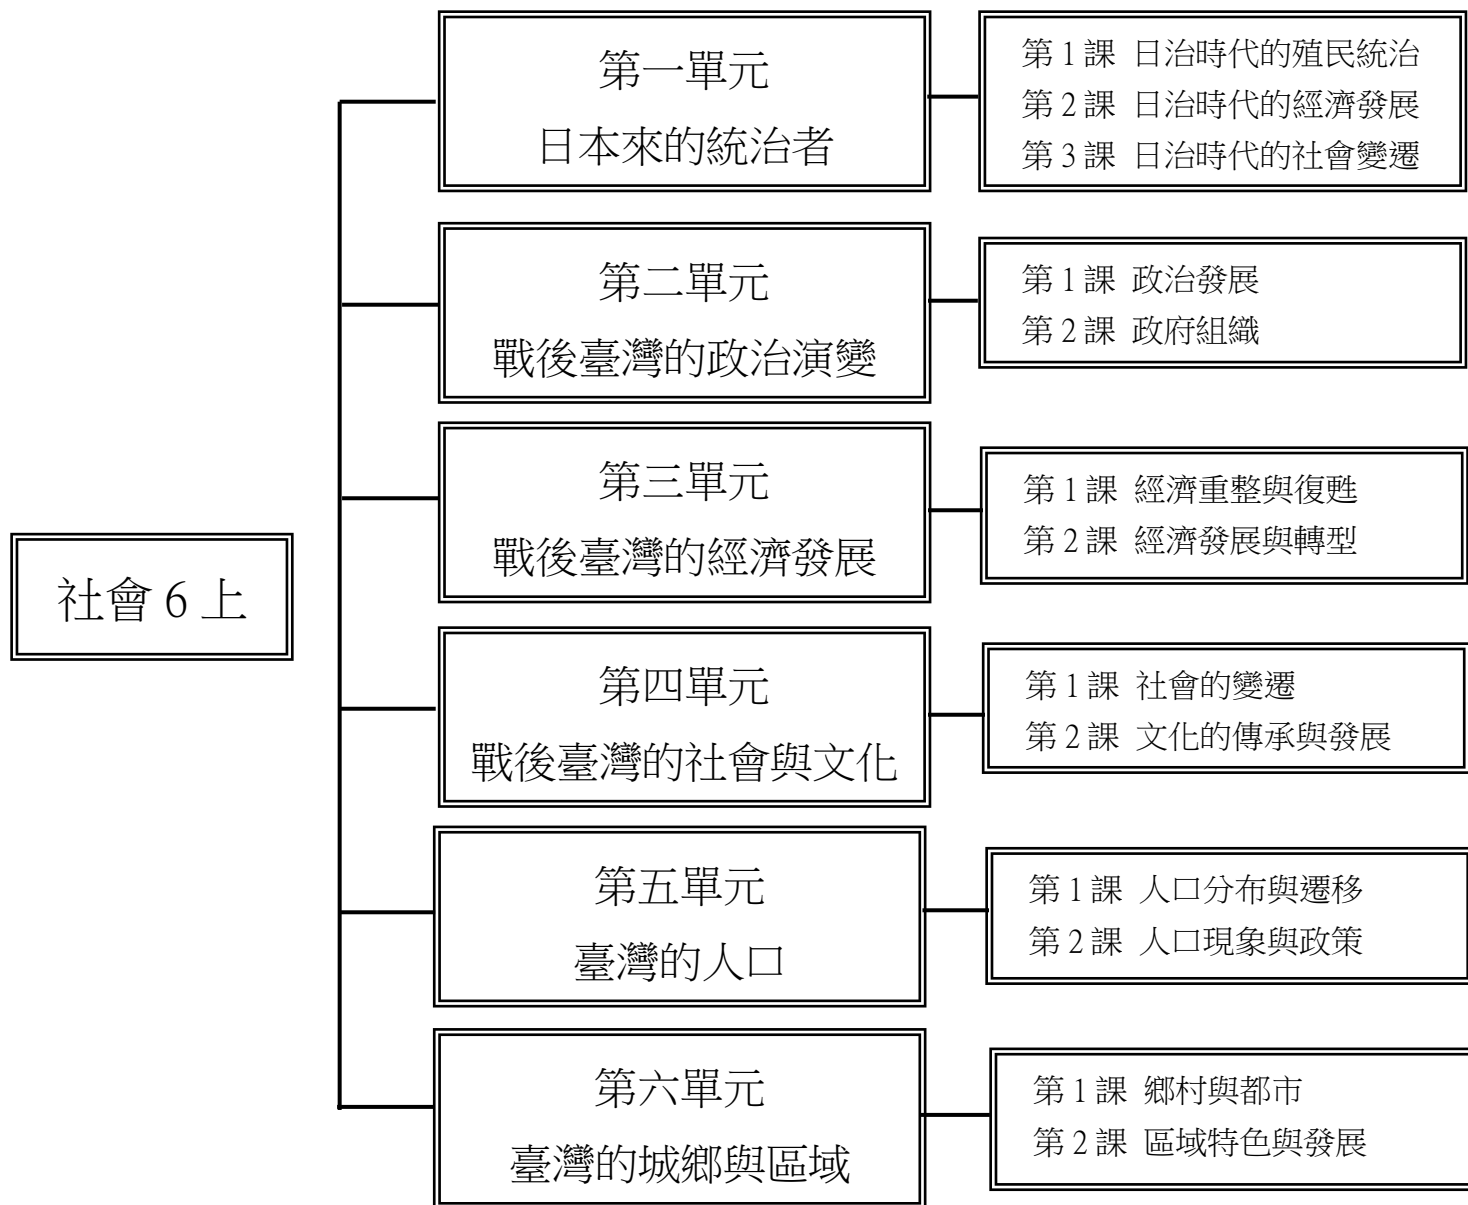 社會 6 上
第一單元
日本來的統治者
第 1 課 日治時代的殖民統治
第 2 課 日治時代的經濟發展
第 3 課 日治時代的社會變遷
第二單元
戰後臺灣的政治演變
第 1 課 政治發展
第 2 課 政府組織
第三單元
戰後臺灣的經濟發展
第 1 課 經濟重整與復甦
第 2 課 經濟發展與轉型
第四單元
戰後臺灣的社會與文化
第 1 課 社會的變遷
第 2 課 文化的傳承與發展
第五單元
臺灣的人口
第 1 課 人口分布與遷移
第 2 課 人口現象與政策
第六單元
臺灣的城鄉與區域
第 1 課 鄉村與都市
第 2 課 區域特色與發展